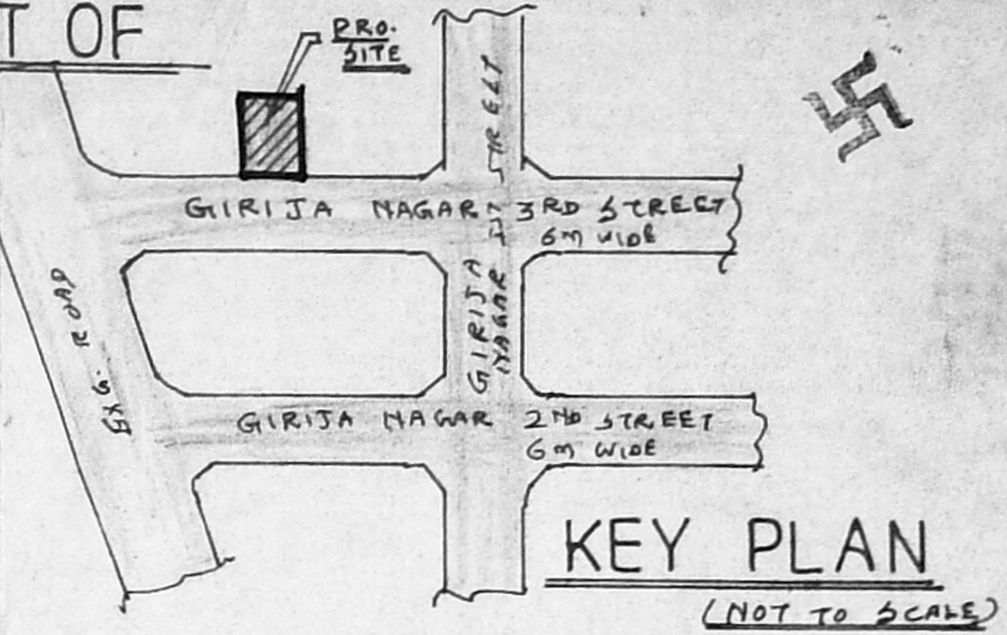 T OF
PRO.
SITE
STREET
GIRIJA NAGAR 3RD STREET
6m WIDE
GIRIJA
NAGAR
ROAD
GIRIJA NAGAR 2ND STREET
6m WIDE
KEY PLAN
(NOT TO SCALE)